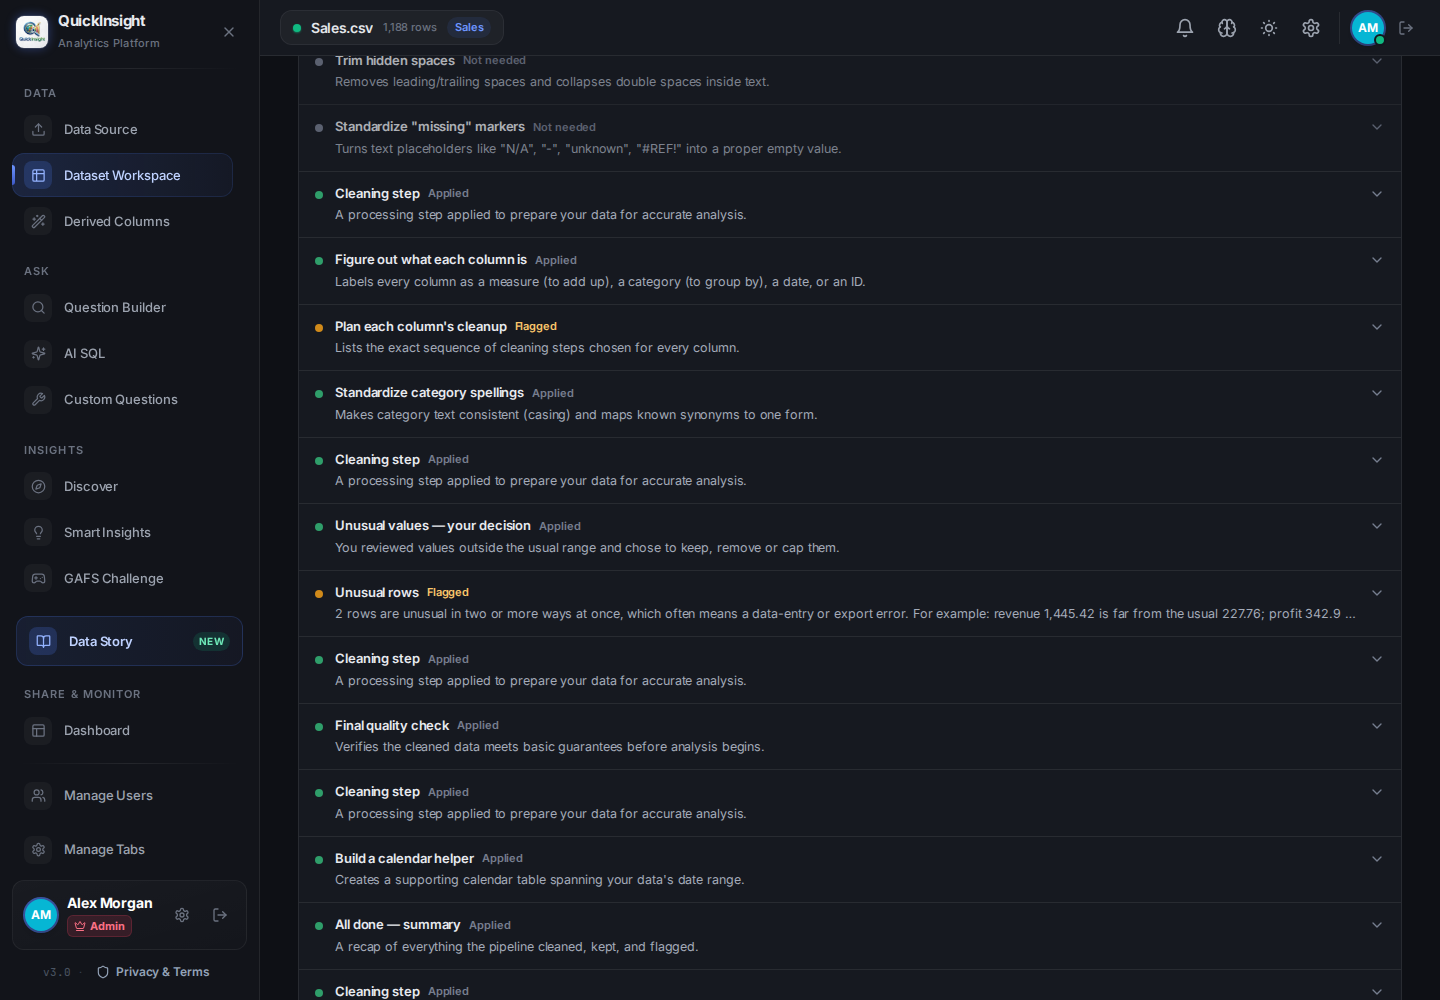 QuickInsight
Analytics Platform
DATA
Data Source
Dataset Workspace
Derived Columns
ASK
Question Builder
AI SQL
Custom Questions
INSIGHTS
Discover
Smart Insights
GAFS Challenge
Data Story NEW
SHARE & MONITOR
Dashboard
Manage Users
Manage Tabs
AM Alex Morgan
Admin
v3.0 · Privacy & Terms
Sales.csv 1,188 rows Sales
AM
Trim hidden spaces Not needed
Removes leading/trailing spaces and collapses double spaces inside text.
Standardize "missing" markers Not needed
Turns text placeholders like "N/A", "-", "unknown", "#REF!" into a proper empty value.
Cleaning step Applied
A processing step applied to prepare your data for accurate analysis.
Figure out what each column is Applied
Labels every column as a measure (to add up), a category (to group by), a date, or an ID.
Plan each column's cleanup Flagged
Lists the exact sequence of cleaning steps chosen for every column.
Standardize category spellings Applied
Makes category text consistent (casing) and maps known synonyms to one form.
Cleaning step Applied
A processing step applied to prepare your data for accurate analysis.
Unusual values — your decision Applied
You reviewed values outside the usual range and chose to keep, remove or cap them.
Unusual rows Flagged
2 rows are unusual in two or more ways at once, which often means a data-entry or export error. For example: revenue 1,445.42 is far from the usual 227.76; profit 342.9 ...
Cleaning step Applied
A processing step applied to prepare your data for accurate analysis.
Final quality check Applied
Verifies the cleaned data meets basic guarantees before analysis begins.
Cleaning step Applied
A processing step applied to prepare your data for accurate analysis.
Build a calendar helper Applied
Creates a supporting calendar table spanning your data's date range.
All done — summary Applied
A recap of everything the pipeline cleaned, kept, and flagged.
Cleaning step Applied